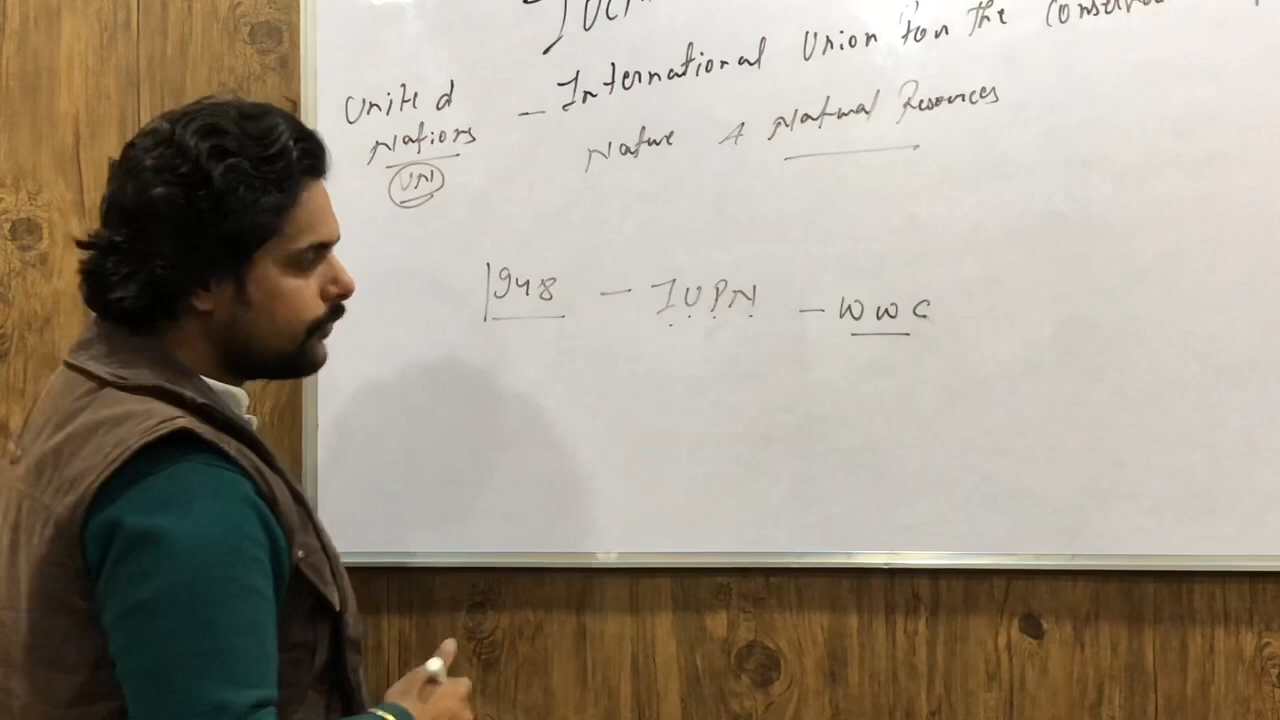 IUCN
United
Nations
UN
– International Union for the
Nature & Natural Resources
1948 – IUPN – WWC